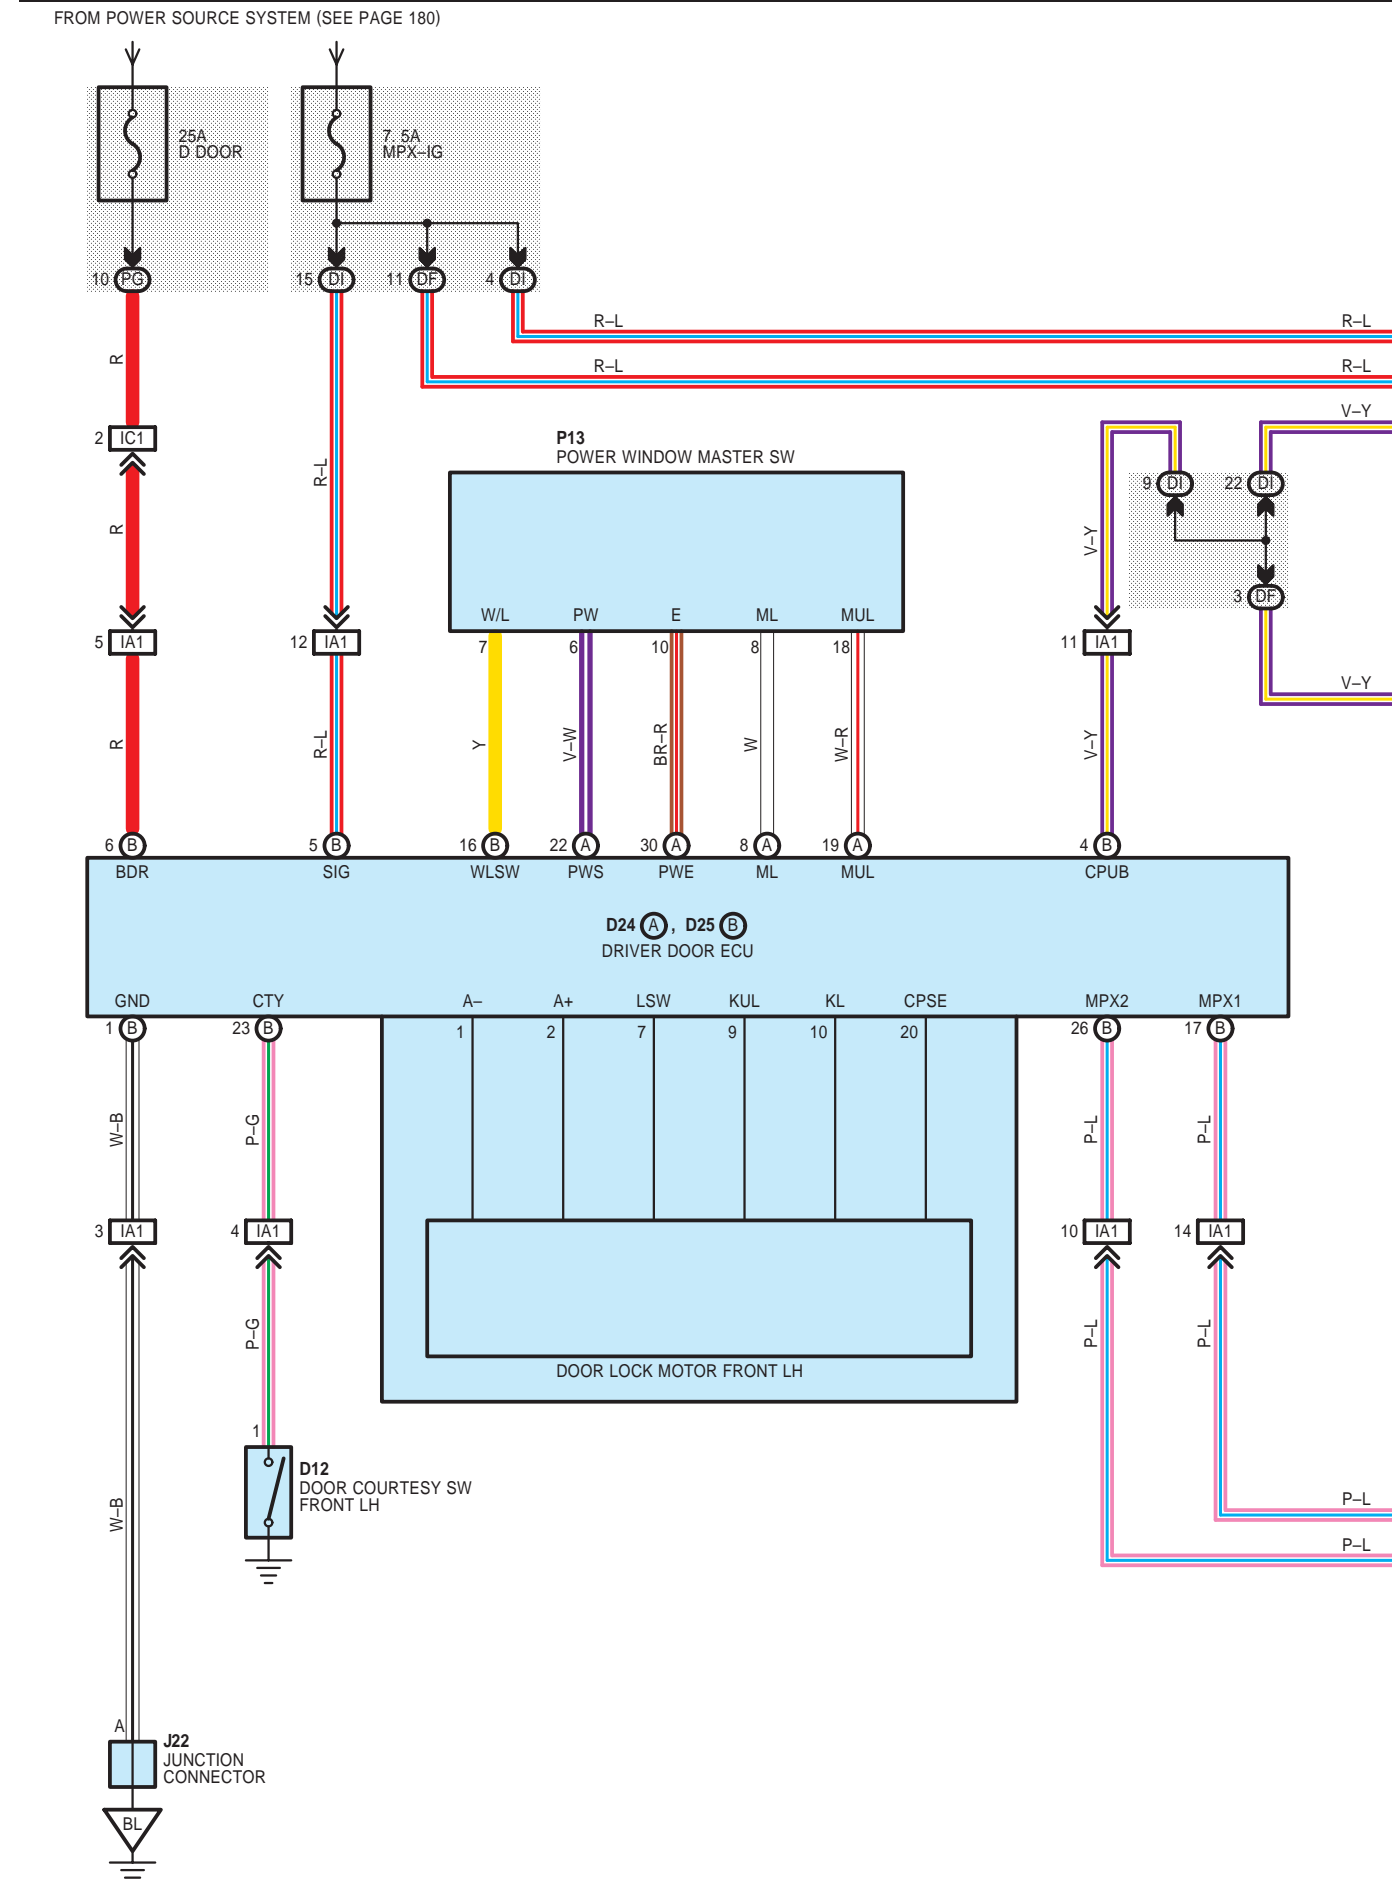 FROM POWER SOURCE SYSTEM (SEE PAGE 180)
25A
D DOOR
7. 5A
MPX–IG
10 PG
15 DI
11 DF
4 DI
R–L
R–L
R–L
R–L
R
V–Y
2 IC1
P13
POWER WINDOW MASTER SW
R–L
9 DI
22 DI
R
V–Y
3 DF
W/L
PW
E
ML
MUL
5 IA1
12 IA1
7
6
10
8
18
11 IA1
V–Y
R
R–L
Y
V–W
BR–R
W
W–R
V–Y
6 B
5 B
16 B
22 A
30 A
8 A
19 A
4 B
BDR
SIG
WLSW
PWS
PWE
ML
MUL
CPUB
D24 A , D25 B
DRIVER DOOR ECU
GND
CTY
A–
A+
LSW
KUL
KL
CPSE
MPX2
MPX1
1 B
23 B
1
2
7
9
10
20
26 B
17 B
W–B
P–G
P–L
P–L
3 IA1
4 IA1
10 IA1
14 IA1
P–G
P–L
P–L
DOOR LOCK MOTOR FRONT LH
1
D12
DOOR COURTESY SW
FRONT LH
W–B
P–L
P–L
A
J22
JUNCTION
CONNECTOR
BL